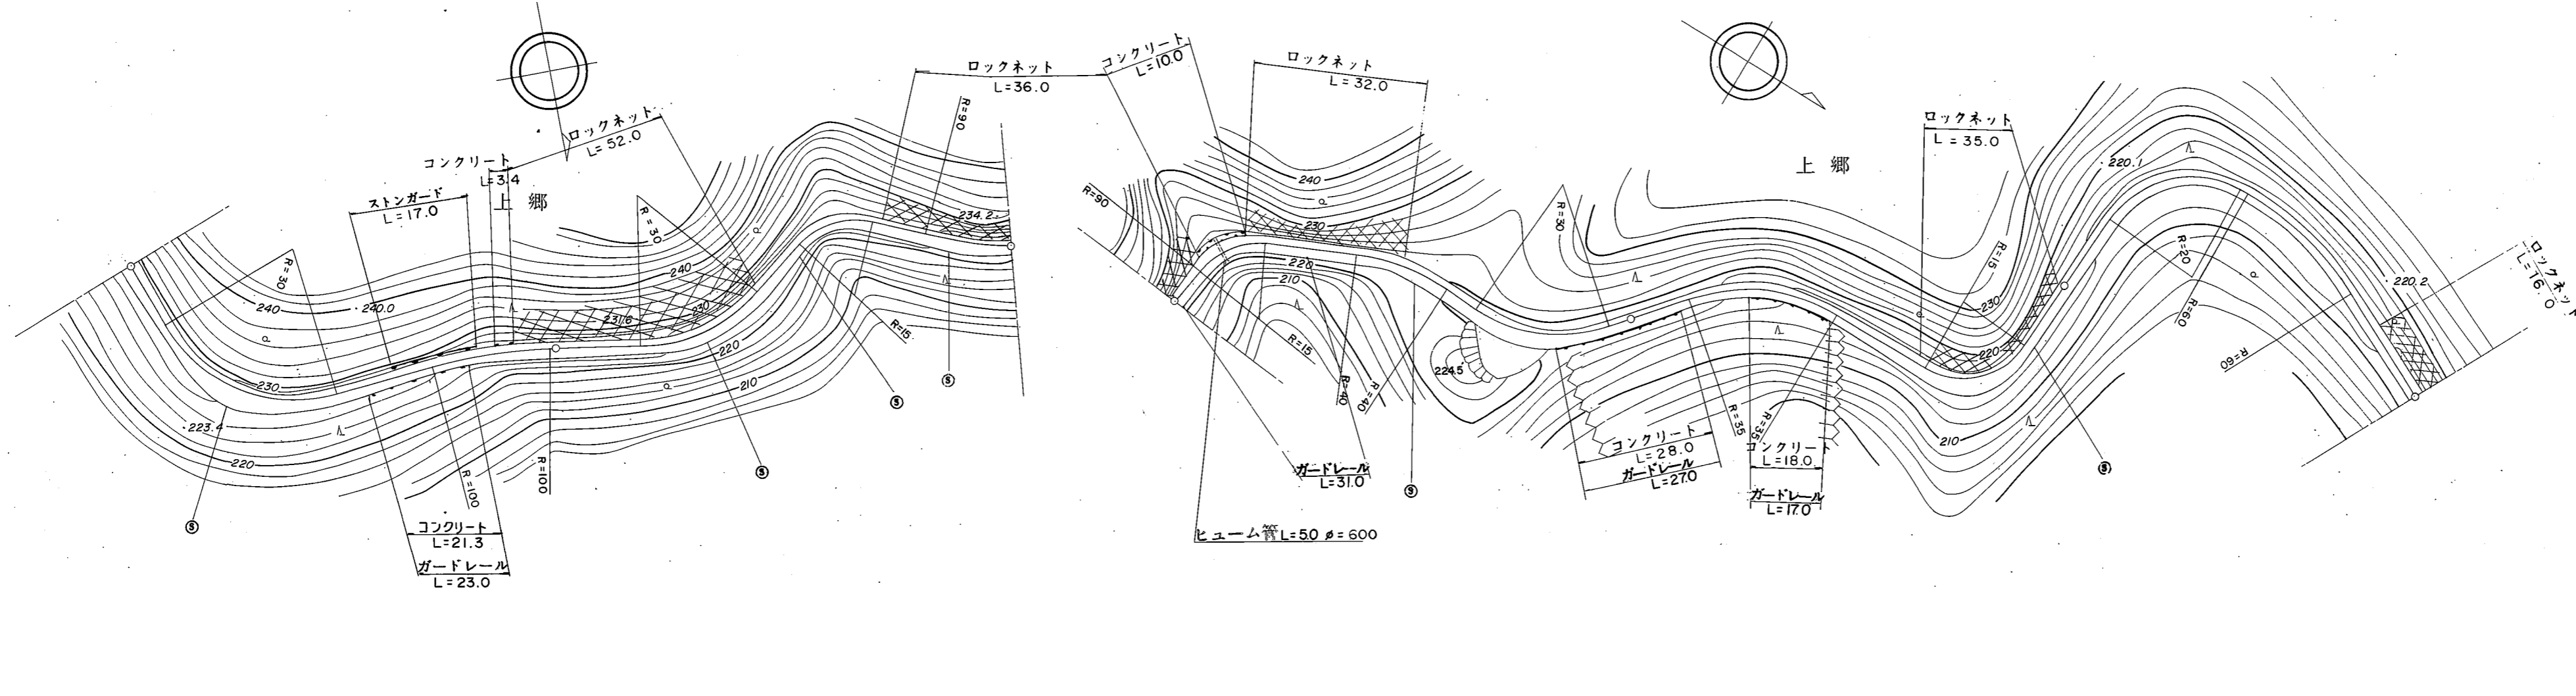 ロックネット
L=36.0
R=90
ロックネット
L=52.0
コンクリート
L=3.4
上郷
ストンガード
L=17.0
R=30
R=30
240
240.0
240
234.2
231.6
230
230
223.4
220
220
210
R=15
R=100
R=100
Ⓢ
Ⓢ
Ⓢ
Ⓢ
コンクリート
L=21.3
ガードレール
L=23.0
コンクリート
L=10.0
ロックネット
L=32.0
R=90
240
230
220
210
R=15
R=40
R=40
224.5
R=30
上郷
ロックネット
L=35.0
R=15
230
220
220.1
R=20
R=60
R=60
220.2
ロックネット
L=16.0
210
R=35
R=35
コンクリート
L=28.0
ガードレール
L=27.0
コンクリート
L=18.0
ガードレール
L=17.0
ガードレール
L=31.0
Ⓢ
Ⓢ
ヒューム管 L=5.0 ø=600